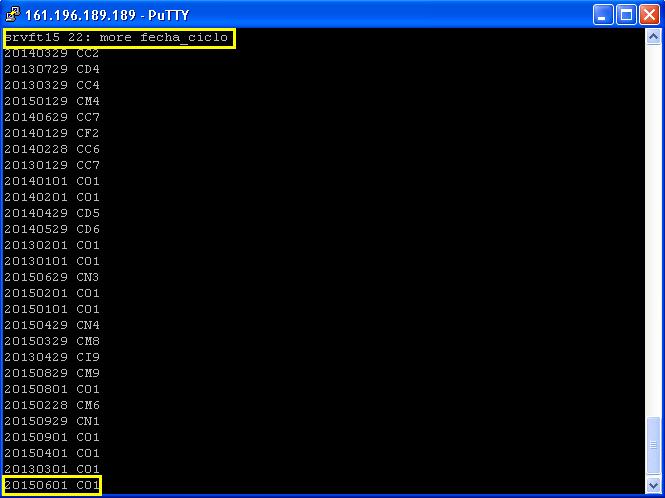 161.196.189.189 - PuTTY
srvft15 22: more fecha_ciclo
20140329 CC2
20130729 CD4
20130329 CC4
20150129 CM4
20140629 CC7
20140129 CF2
20140228 CC6
20130129 CC7
20140101 C01
20140201 C01
20140429 CD5
20140529 CD6
20130201 C01
20130101 C01
20150629 CN3
20150201 C01
20150101 C01
20150429 CN4
20150329 CM8
20130429 CI9
20150829 CM9
20150801 C01
20150228 CM6
20150929 CN1
20150901 C01
20150401 C01
20130301 C01
20150601 C01